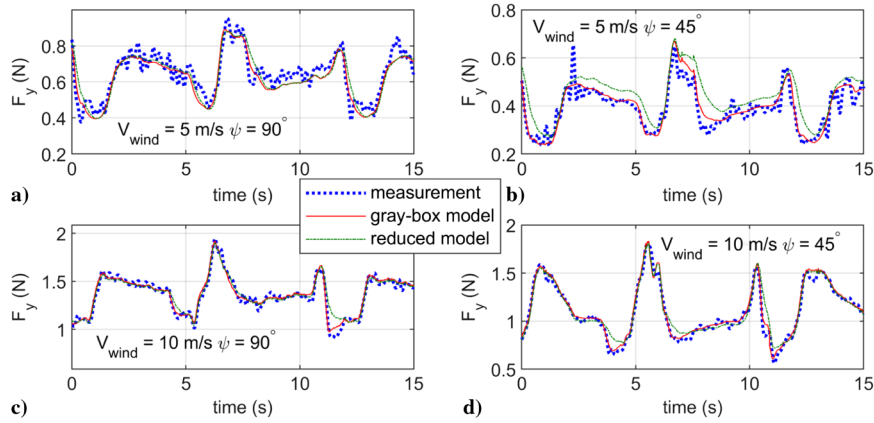 1
0.8
0.6
0.4
0.2
F_y (N)
V_wind = 5 m/s ψ = 90°
0 5 10 15
time (s)
a)
0.8
0.6
0.4
0.2
F_y (N)
V_wind = 5 m/s ψ = 45°
0 5 10 15
time (s)
b)
measurement
gray-box model
reduced model
2
1.5
1
F_y (N)
V_wind = 10 m/s ψ = 90°
0 5 10 15
time (s)
c)
2
1.5
1
0.5
F_y (N)
V_wind = 10 m/s ψ = 45°
0 5 10 15
time (s)
d)